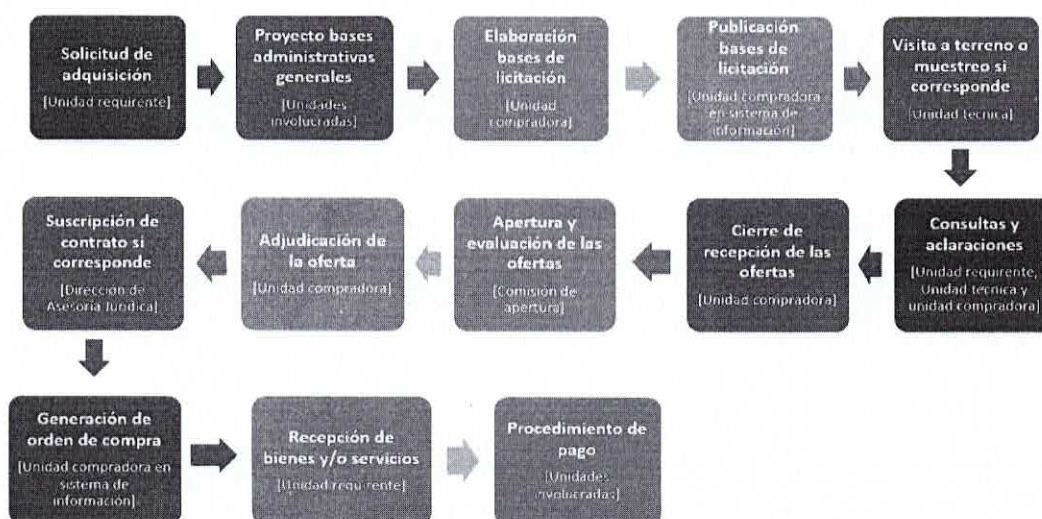 Solicitud de
adquisición
[Unidad requirente]
Proyecto bases
administrativas
generales
[Unidades
involucradas]
Elaboración
bases de
licitación
[Unidad
compradora]
Publicación
bases de
licitación
[Unidad compradora
en sistema de
información]
Visita a terreno o
muestreo si
corresponde
[Unidad tecnica]
Consultas y
aclaraciones
[Unidad requirente,
Unidad tecnica y
unidad compradora]
Cierre de
recepción de las
ofertas
[Unidad compradora]
Apertura y
evaluación de las
ofertas
[Comisión de
apertura]
Adjudicación de
la oferta
[Unidad compradora]
Suscripción de
contrato si
corresponde
[Dirección de
Asesoría Jurídica]
Generación de
orden de compra
[Unidad compradora en
sistema de
información]
Recepción de
bienes y/o servicios
[Unidad requirente]
Procedimiento de
pago
[Unidades
involucradas]